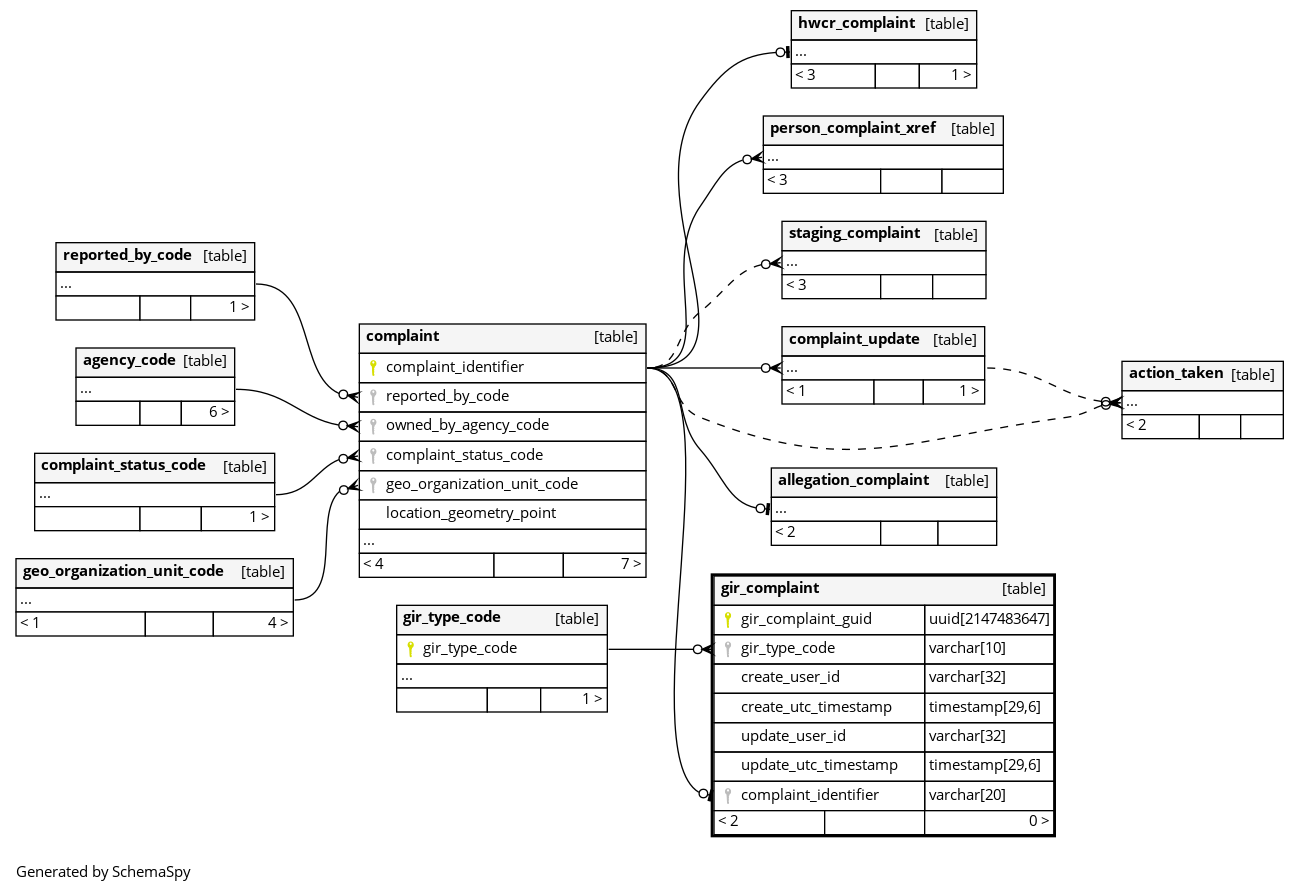 hwcr_complaint [table]
...
< 3 1 >
person_complaint_xref [table]
...
< 3
staging_complaint [table]
...
< 3
reported_by_code [table]
...
1 >
complaint [table]
complaint_identifier
reported_by_code
owned_by_agency_code
complaint_status_code
geo_organization_unit_code
location_geometry_point
...
< 4 7 >
complaint_update [table]
...
< 1 1 >
agency_code [table]
...
6 >
action_taken [table]
...
< 2
complaint_status_code [table]
...
1 >
allegation_complaint [table]
...
< 2
geo_organization_unit_code [table]
...
< 1 4 >
gir_type_code [table]
gir_type_code
...
1 >
gir_complaint [table]
gir_complaint_guid uuid[2147483647]
gir_type_code varchar[10]
create_user_id varchar[32]
create_utc_timestamp timestamp[29,6]
update_user_id varchar[32]
update_utc_timestamp timestamp[29,6]
complaint_identifier varchar[20]
< 2 0 >
Generated by SchemaSpy